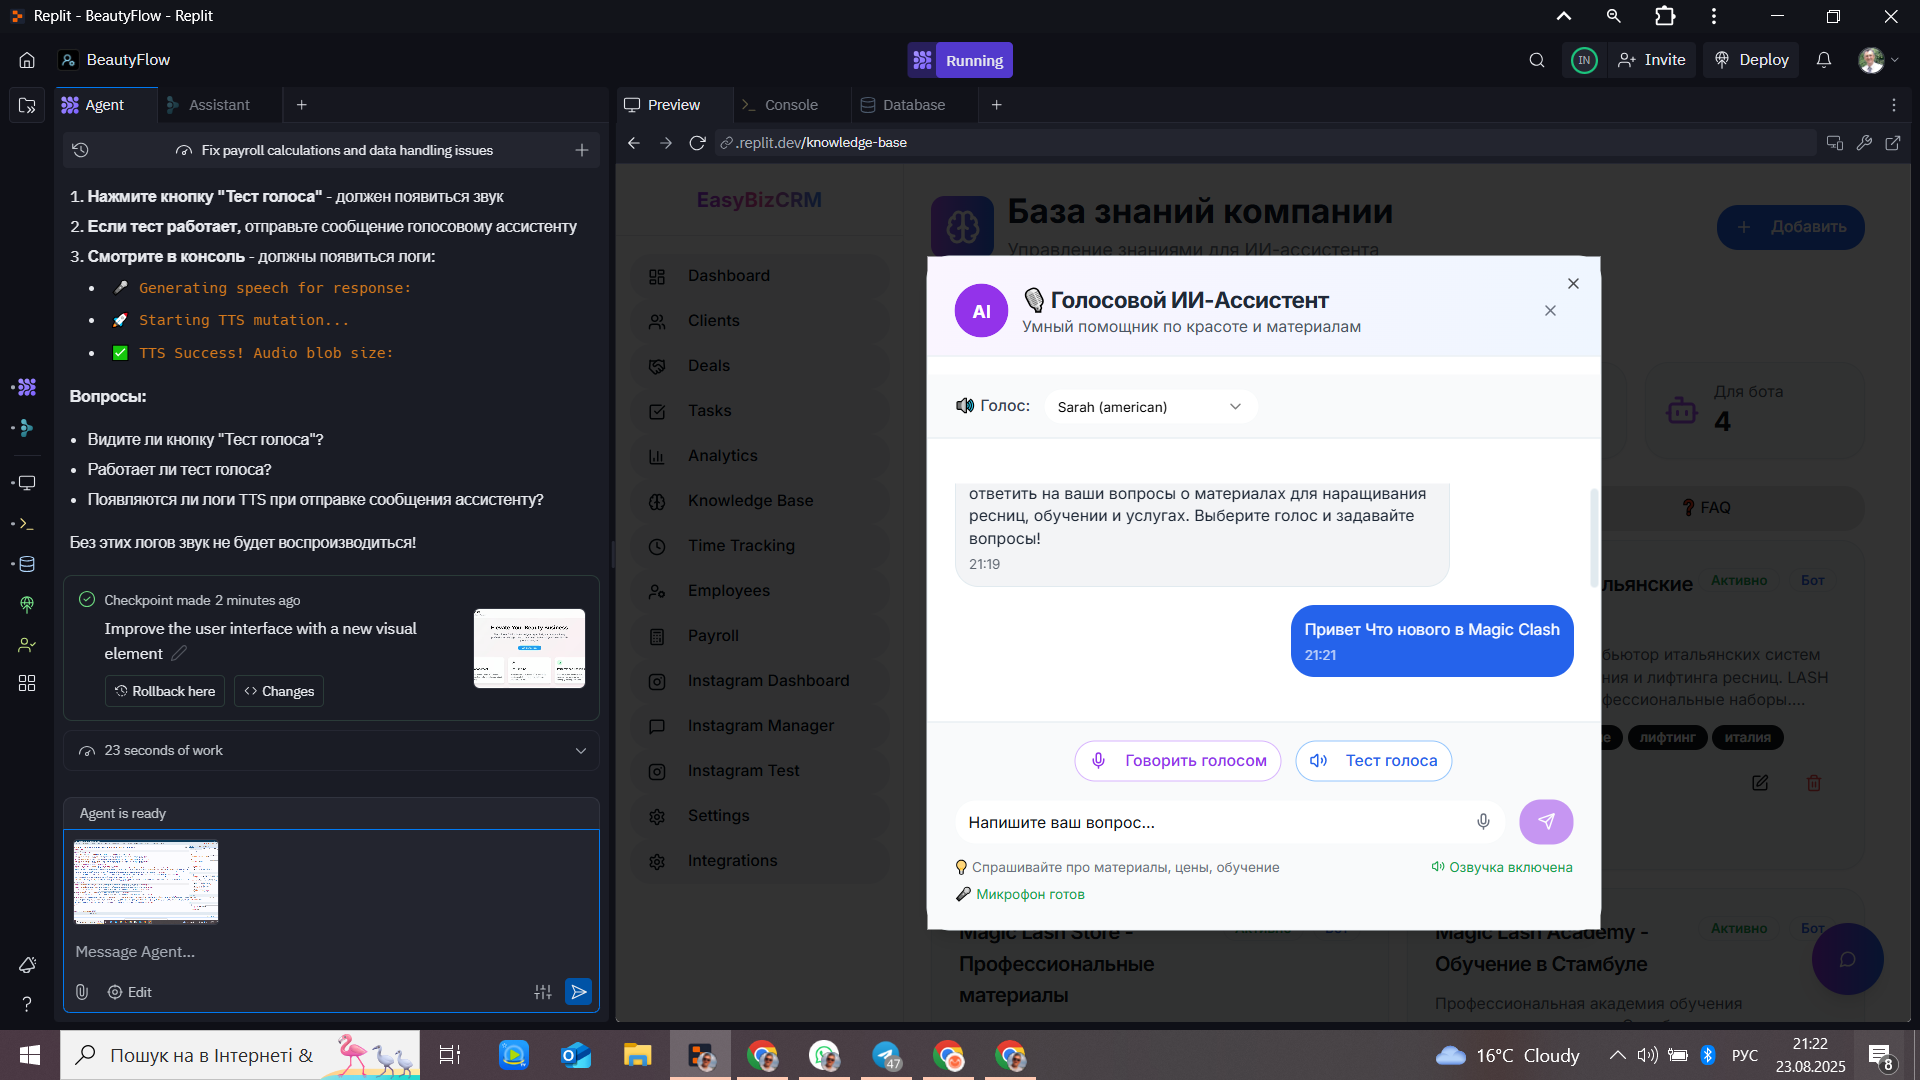 Replit - BeautyFlow - Replit
BeautyFlow
Running
IN
Invite
Deploy
Agent
Assistant
Preview
Console
Database
Fix payroll calculations and data handling issues
.replit.dev/knowledge-base
1. Нажмите кнопку "Тест голоса" - должен появиться звук
2. Если тест работает, отправьте сообщение голосовому ассистенту
3. Смотрите в консоль - должны появиться логи:
Generating speech for response:
Starting TTS mutation...
TTS Success! Audio blob size:
Вопросы:
Видите ли кнопку "Тест голоса"?
Работает ли тест голоса?
Появляются ли логи TTS при отправке сообщения ассистенту?
Без этих логов звук не будет воспроизводиться!
Checkpoint made 2 minutes ago
Improve the user interface with a new visual
element
Rollback here
Changes
23 seconds of work
Agent is ready
Message Agent...
Edit
EasyBizCRM
Dashboard
Clients
Deals
Tasks
Analytics
Knowledge Base
Time Tracking
Employees
Payroll
Instagram Dashboard
Instagram Manager
Instagram Test
Settings
Integrations
База знаний компании
Управление знаниями для ИИ-ассистента
Добавить
Для бота
4
FAQ
льянские
Активно
Бот
бьютор итальянских систем
ния и лифтинга ресниц. LASH
фессиональные наборы....
е
лифтинг
италия
AI
Голосовой ИИ-Ассистент
Умный помощник по красоте и материалам
Голос:
Sarah (american)
ответить на ваши вопросы о материалах для наращивания
ресниц, обучении и услугах. Выберите голос и задавайте
вопросы!
21:19
Привет Что нового в Magic Clash
21:21
Говорить голосом
Тест голоса
Напишите ваш вопрос...
Спрашивайте про материалы, цены, обучение
Озвучка включена
Микрофон готов
Magic Lash Store -
Профессиональные
материалы
Активно
Бот
Magic Lash Academy -
Обучение в Стамбуле
Активно
Бот
Профессиональная академия обучения
Пошук на в Інтернеті &
47
16°C Cloudy
РУС
21:22
23.08.2025
8